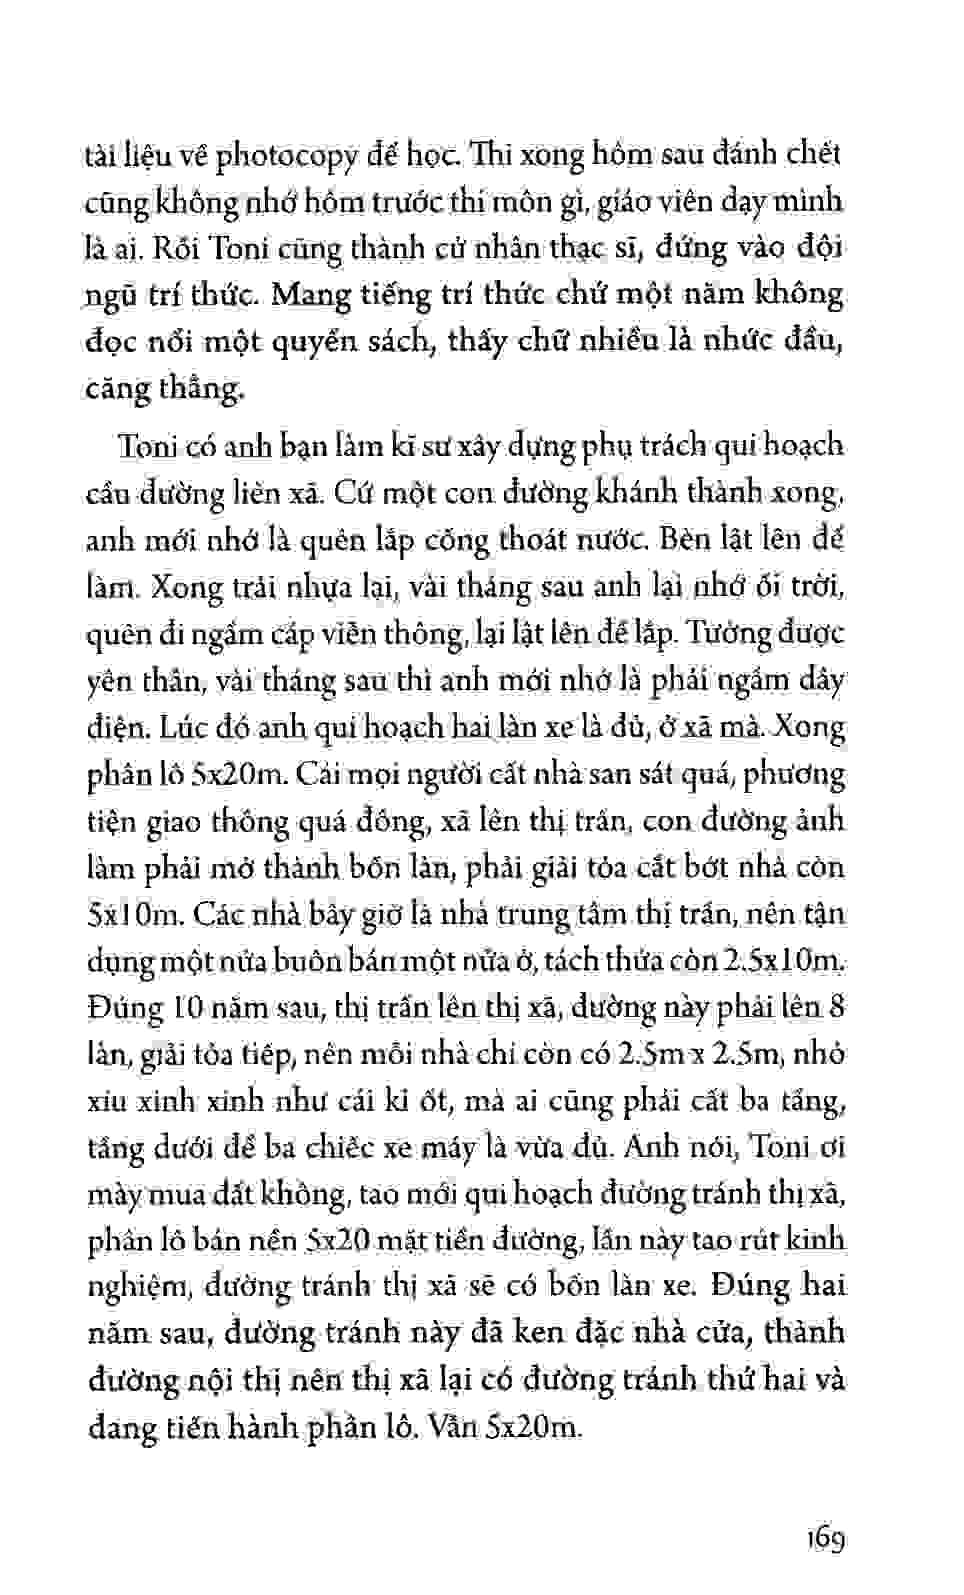 tài liệu về photocopy để học. Thi xong hôm sau đánh chết
cũng không nhớ hôm trước thi môn gì, giáo viên dạy mình
là ai. Rồi Toni cũng thành cử nhân thạc sĩ, đứng vào đội
ngũ trí thức. Mang tiếng trí thức chứ một năm không
đọc nổi một quyển sách, thấy chữ nhiều là nhức đầu,
căng thẳng.
Toni có anh bạn làm kĩ sư xây dựng phụ trách qui hoạch
cầu đường liên xã. Cứ một con đường khánh thành xong,
anh mới nhớ là quên lắp cống thoát nước. Bèn lật lên để
làm. Xong trải nhựa lại, vài tháng sau anh lại nhớ ối trời,
quên đi ngầm cáp viễn thông, lại lật lên để lắp. Tưởng được
yên thân, vài tháng sau thì anh mới nhớ là phải ngầm dây
điện. Lúc đó anh qui hoạch hai làn xe là đủ, ở xã mà. Xong
phân lô 5x20m. Cái mọi người cất nhà san sát quá, phương
tiện giao thông quá đông, xã lên thị trấn, con đường ảnh
làm phải mở thành bốn làn, phải giải tỏa cắt bớt nhà còn
5x10m. Các nhà bây giờ là nhà trung tâm thị trấn, nên tận
dụng một nửa buôn bán một nửa ở, tách thửa còn 2.5x10m.
Đúng 10 năm sau, thị trấn lên thị xã, đường này phải lên 8
làn, giải tỏa tiếp, nên mỗi nhà chỉ còn có 2.5m x 2.5m, nhỏ
xíu xinh xinh như cái ki ốt, mà ai cũng phải cất ba tầng,
tầng dưới để ba chiếc xe máy là vừa đủ. Anh nói, Toni ơi
mày mua đất không, tao mới qui hoạch đường tránh thị xã,
phân lô bán nền 5x20 mặt tiền đường, lần này tao rút kinh
nghiệm, đường tránh thị xã sẽ có bốn làn xe. Đúng hai
năm sau, đường tránh này đã ken đặc nhà cửa, thành
đường nội thị nên thị xã lại có đường tránh thứ hai và
đang tiến hành phân lô. Vẫn 5x20m.
169